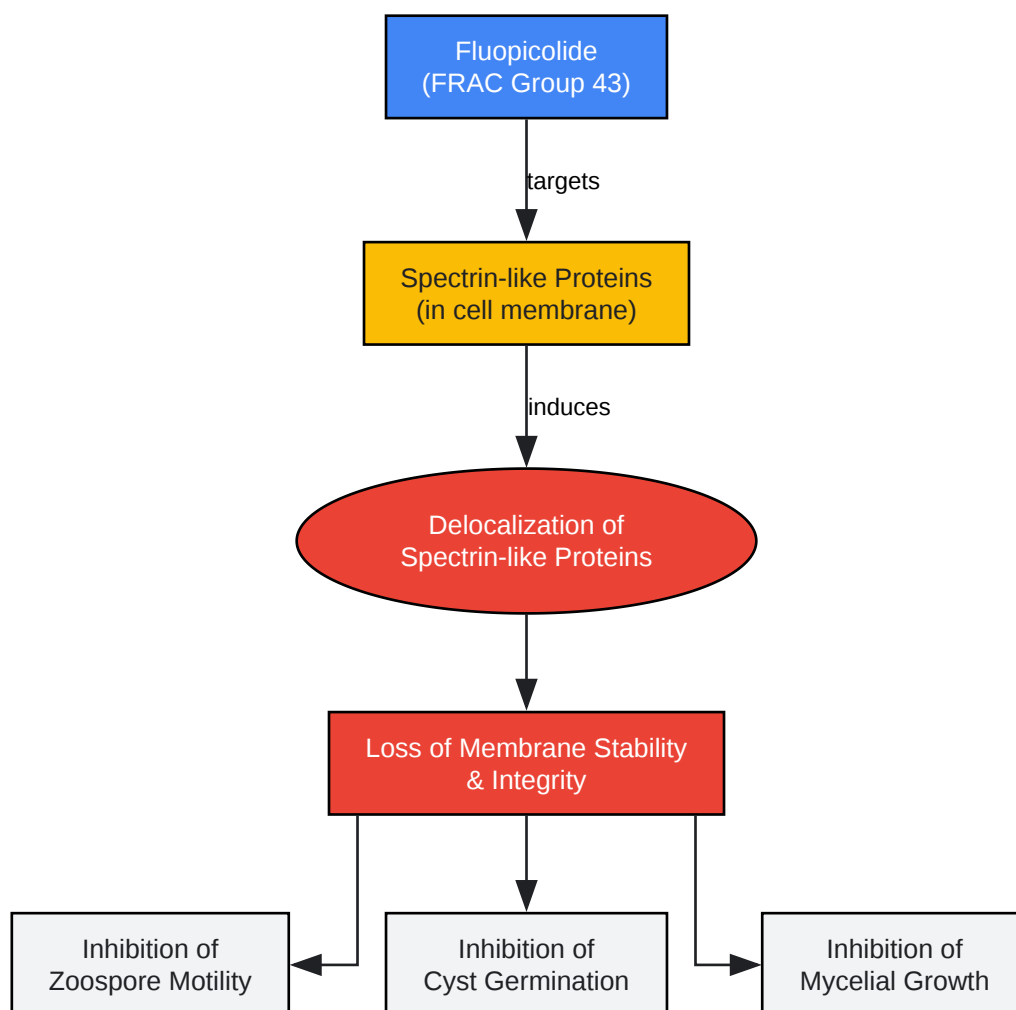 Fluopicolide
(FRAC Group 43)
targets
Spectrin-like Proteins
(in cell membrane)
induces
Delocalization of
Spectrin-like Proteins
Loss of Membrane Stability
& Integrity
Inhibition of
Zoospore Motility
Inhibition of
Cyst Germination
Inhibition of
Mycelial Growth